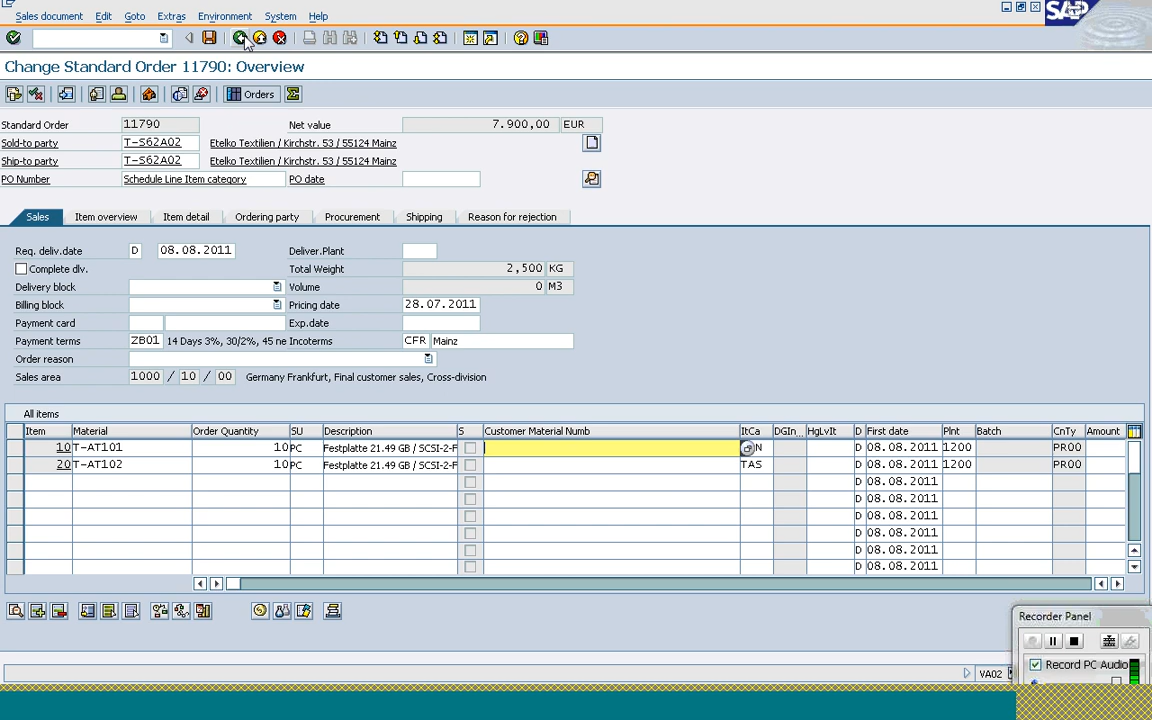 Sales document Edit Goto Extras Environment System Help
SAP
Change Standard Order 11790: Overview
Orders
Standard Order 11790 Net value 7.900,00 EUR
Sold-to party T-S62A02 Etelko Textilien / Kirchstr. 53 / 55124 Mainz
Ship-to party T-S62A02 Etelko Textilien / Kirchstr. 53 / 55124 Mainz
PO Number Schedule Line Item category PO date
Sales Item overview Item detail Ordering party Procurement Shipping Reason for rejection
Req. deliv.date D 08.08.2011 Deliver.Plant
Complete dlv. Total Weight 2,500 KG
Delivery block Volume 0 M3
Billing block Pricing date 28.07.2011
Payment card Exp.date
Payment terms ZB01 14 Days 3%, 30/2%, 45 ne Incoterms CFR Mainz
Order reason
Sales area 1000 / 10 / 00 Germany Frankfurt, Final customer sales, Cross-division
All items
Item Material Order Quantity SU Description S Customer Material Numb ItCa DGIn... HgLvIt D First date Plnt Batch CnTy Amount
10 T-AT101 10 PC Festplatte 21.49 GB / SCSI-2-F N D 08.08.2011 1200 PR00
20 T-AT102 10 PC Festplatte 21.49 GB / SCSI-2-F TAS D 08.08.2011 1200 PR00
D 08.08.2011
D 08.08.2011
D 08.08.2011
D 08.08.2011
D 08.08.2011
D 08.08.2011
Recorder Panel
Record PC Audio
VA02